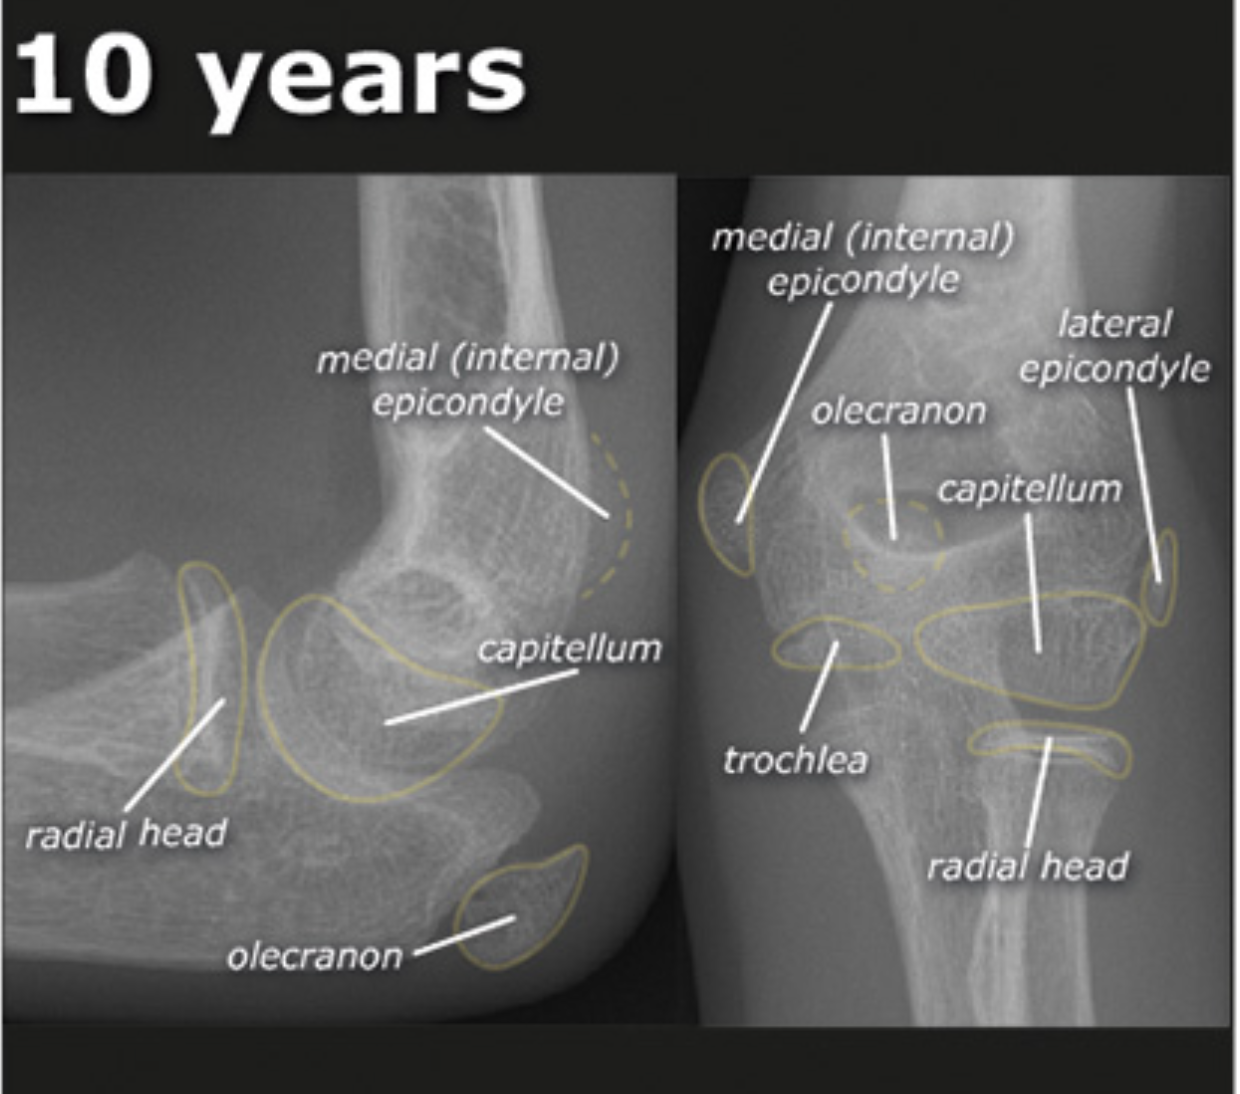 10 years
medial (internal)
epicondyle
capitellum
radial head
olecranon
medial (internal)
epicondyle
lateral
epicondyle
olecranon
capitellum
trochlea
radial head